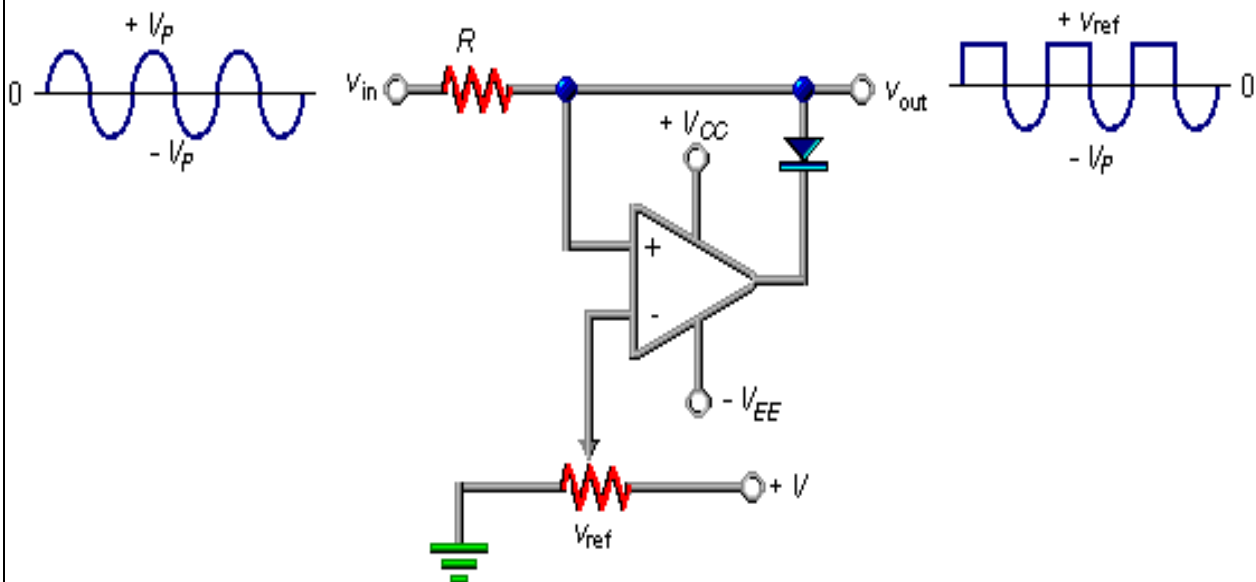 + VP
0
- VP
R
vin
vout
+ VCC
+
-
- VEE
+ V
vref
+ vref
0
- VP